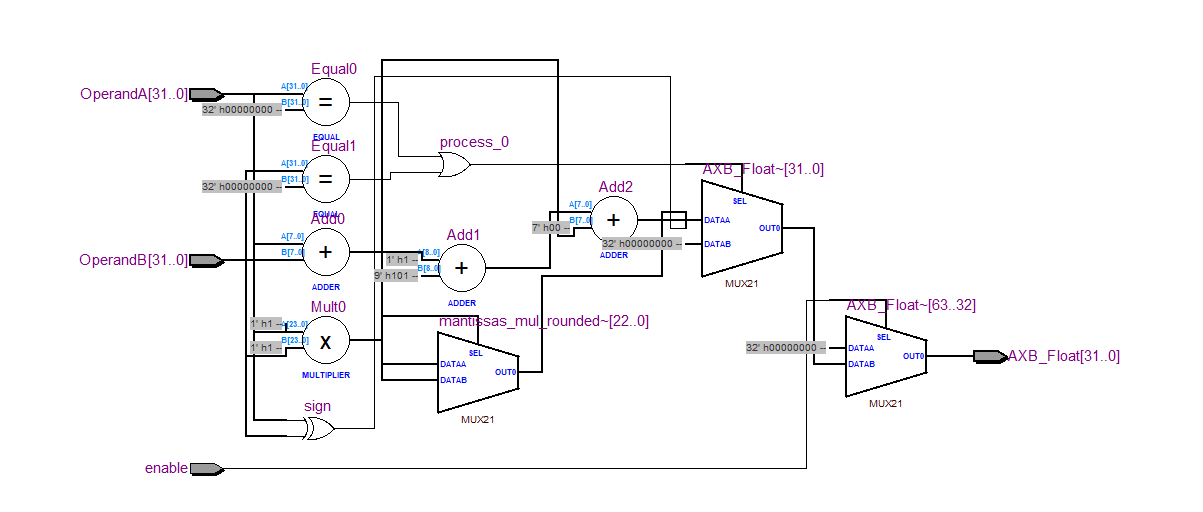 Equal0
OperandA[31..0]
A[31..0]
B[31..0]
32' h00000000 --
=
EQUAL
Equal1
A[31..0]
B[31..0]
32' h00000000 --
=
EQUAL
process_0
Add0
A[7..0]
B[7..0]
OperandB[31..0]
+
ADDER
Add1
1' h1 --
A[8..0]
9' h101 --
B[8..0]
+
ADDER
Add2
A[7..0]
7' h00 --
B[7..0]
+
ADDER
32' h00000000 --
AXB_Float~[31..0]
SEL
DATAA
DATAB
OUT0
MUX21
Mult0
1' h1 --
A[23..0]
1' h1 --
B[23..0]
x
MULTIPLIER
mantissas_mul_rounded~[22..0]
SEL
DATAA
DATAB
OUT0
MUX21
AXB_Float~[63..32]
SEL
32' h00000000 --
DATAA
DATAB
OUT0
MUX21
AXB_Float[31..0]
sign
enable